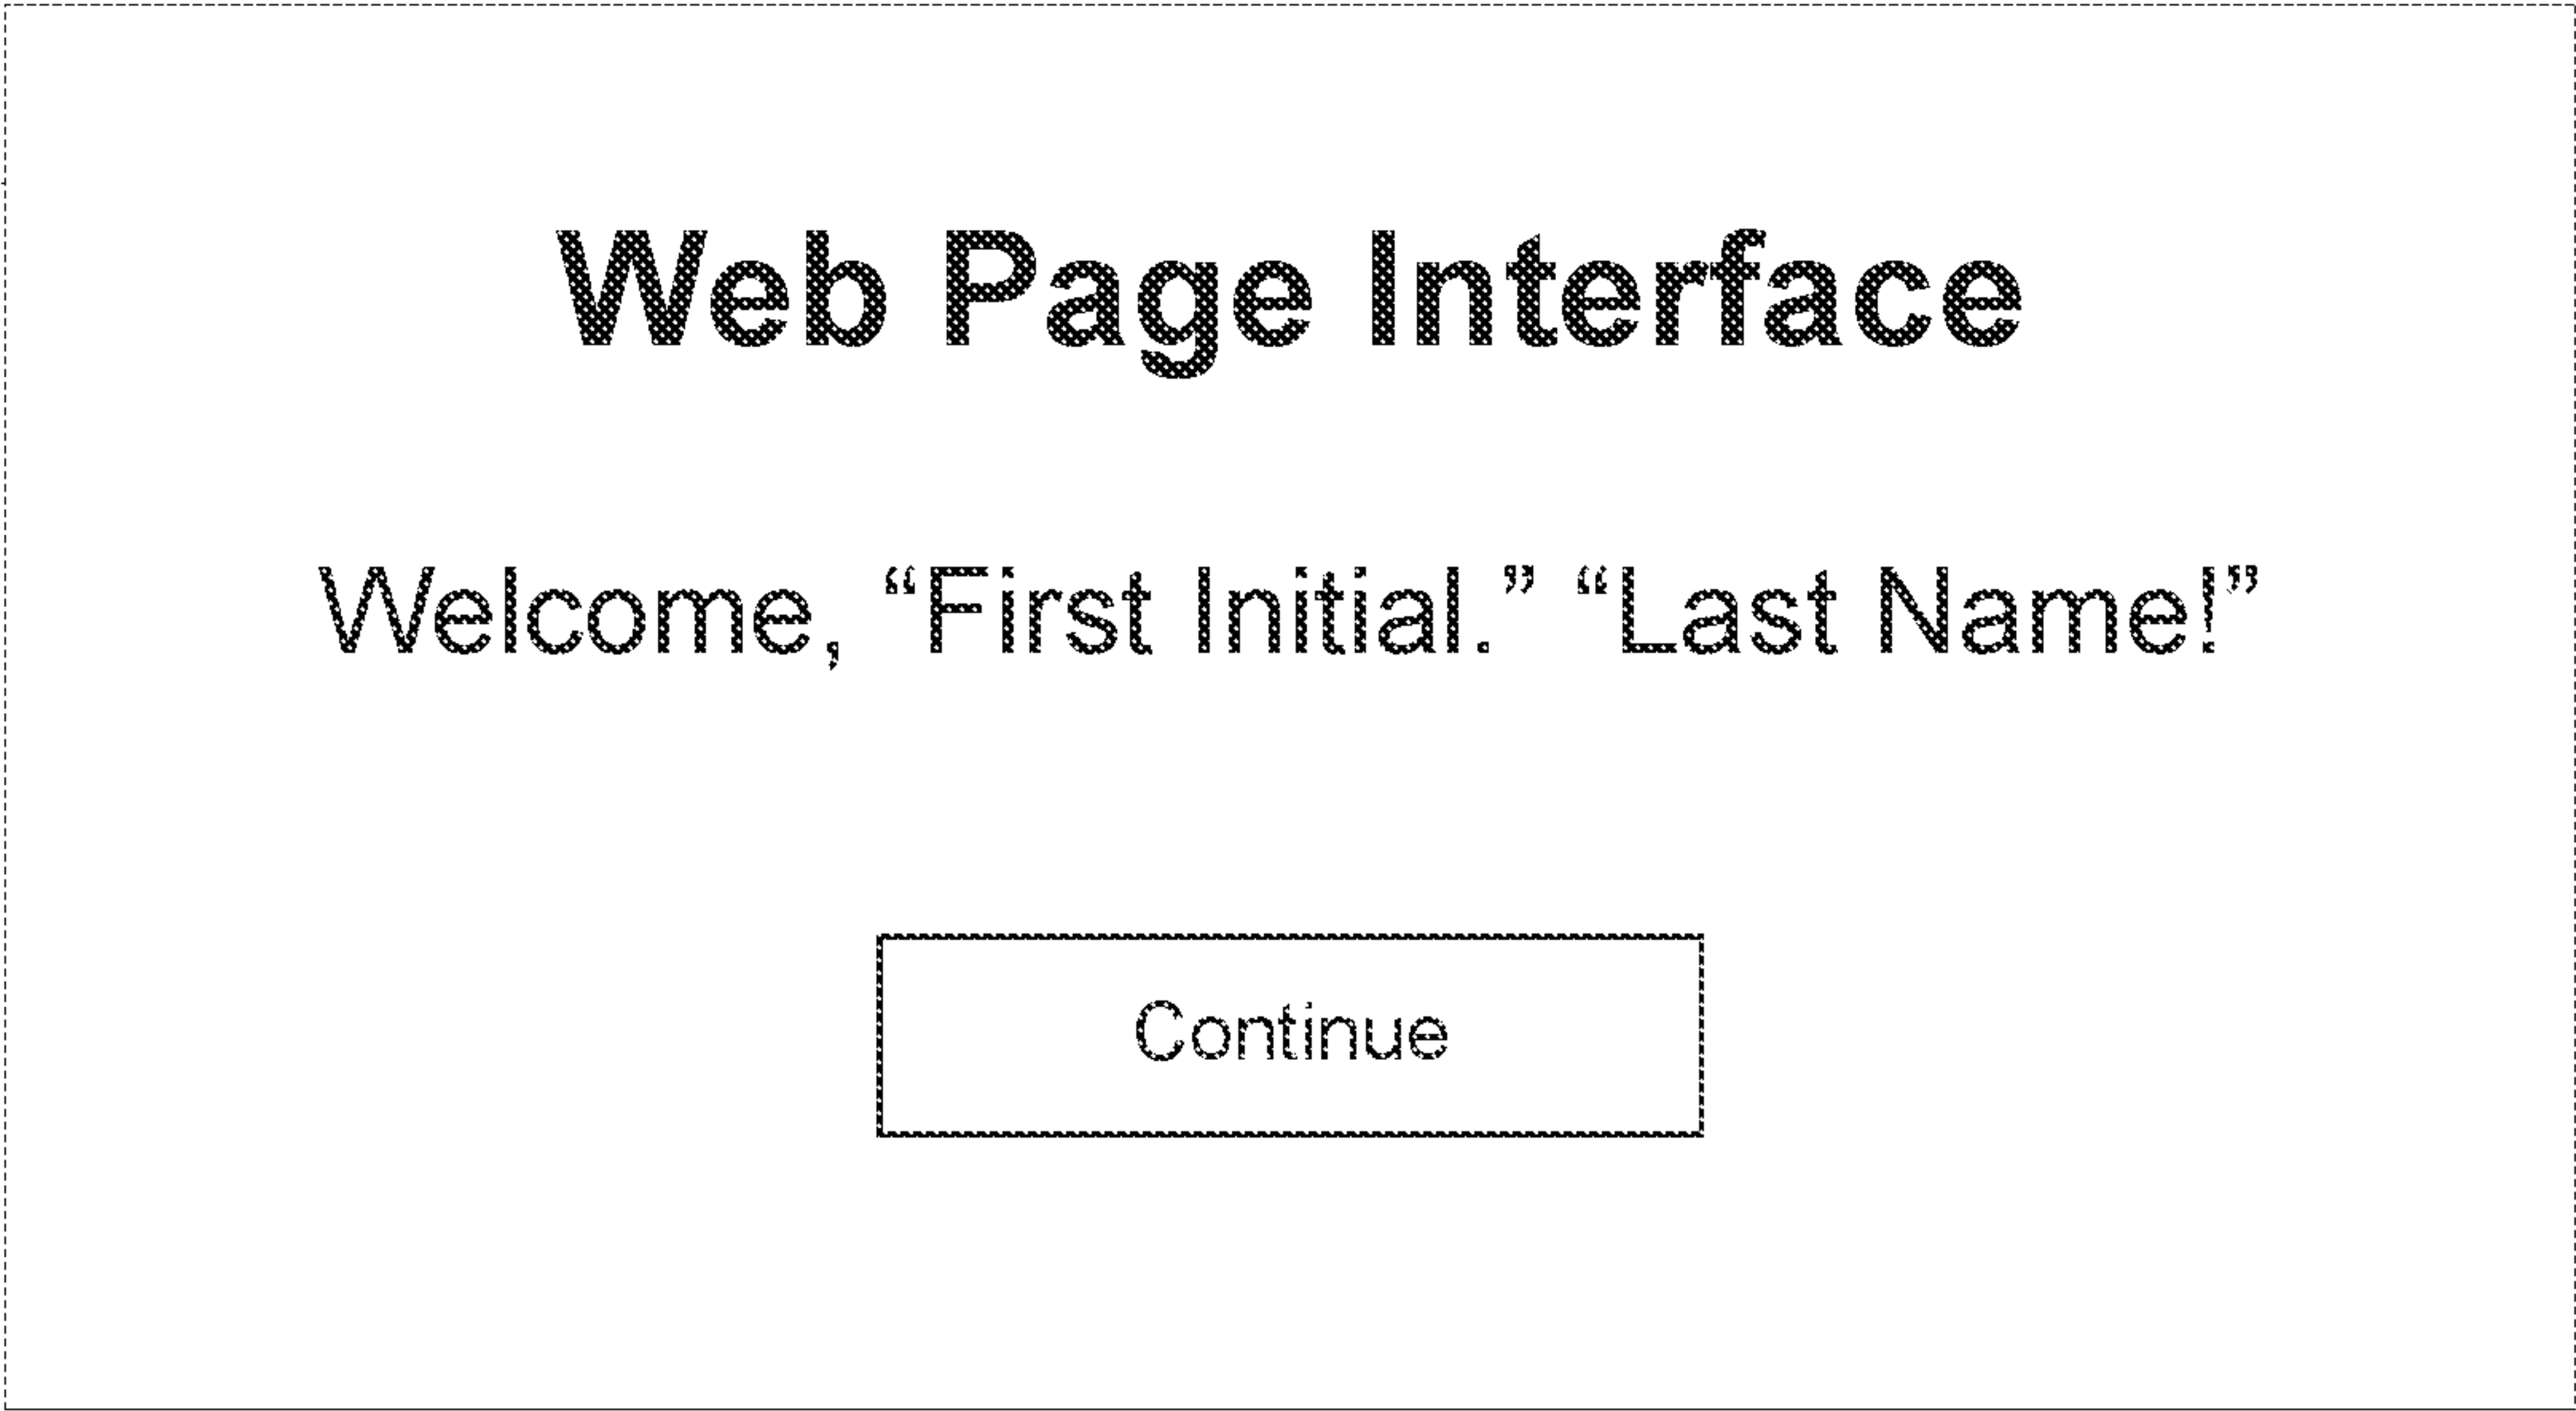 Web Page Interface
Welcome, “First Initial.” “Last Name!”
Continue